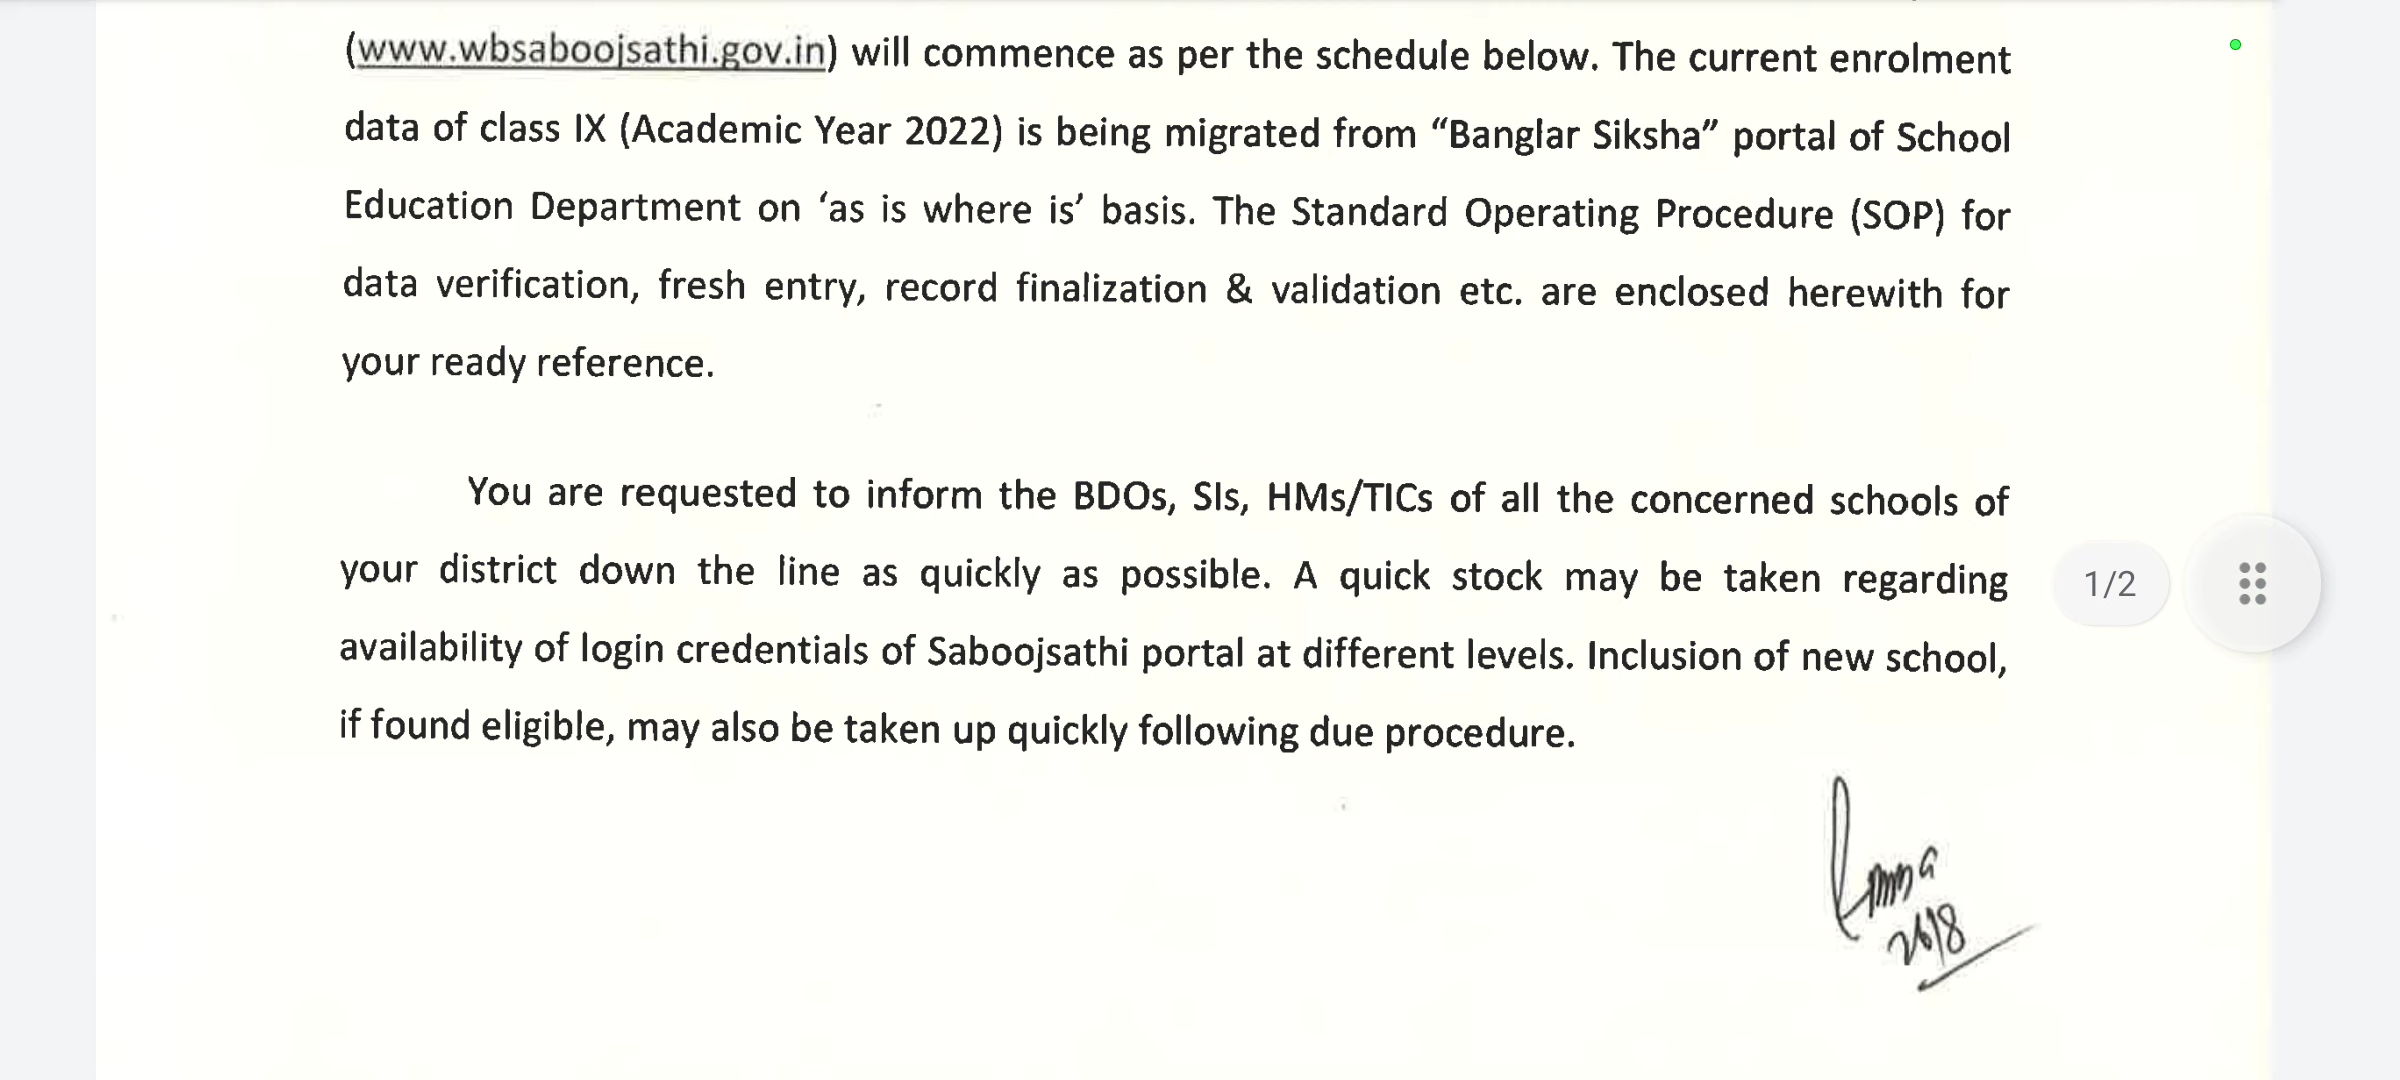 (www.wbsaboojsathi.gov.in) will commence as per the schedule below. The current enrolment
data of class IX (Academic Year 2022) is being migrated from “Banglar Siksha” portal of School
Education Department on ‘as is where is’ basis. The Standard Operating Procedure (SOP) for
data verification, fresh entry, record finalization & validation etc. are enclosed herewith for
your ready reference.
You are requested to inform the BDOs, SIs, HMs/TICs of all the concerned schools of
your district down the line as quickly as possible. A quick stock may be taken regarding
availability of login credentials of Saboojsathi portal at different levels. Inclusion of new school,
if found eligible, may also be taken up quickly following due procedure.
1/2
26/8